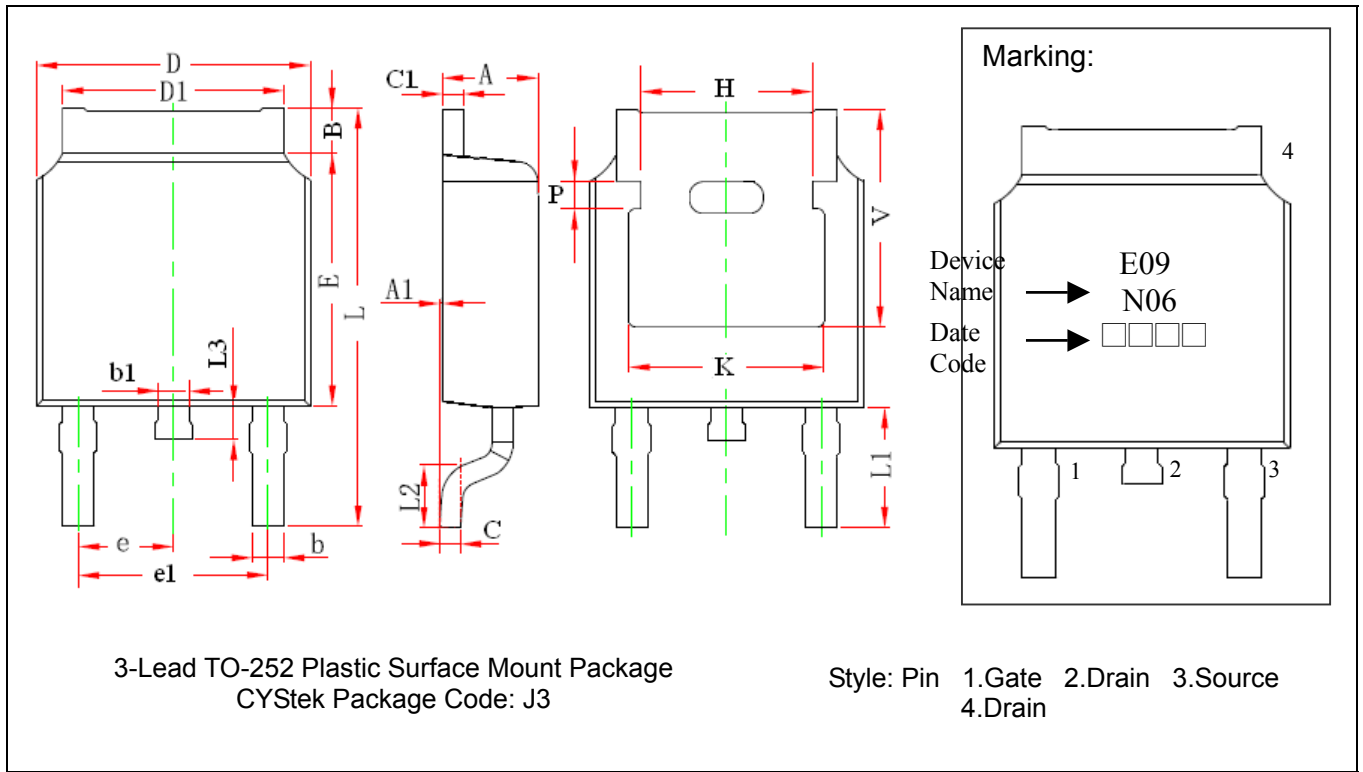 D
D1
B
E
L
L3
b1
e
e1
b
C1
A
A1
L2
C
H
P
V
K
L1
Marking:
4
Device
Name
E09
N06
Date
Code
□□□□
1
2
3
3-Lead TO-252 Plastic Surface Mount Package
CYStek Package Code: J3
Style: Pin 1.Gate 2.Drain 3.Source
4.Drain